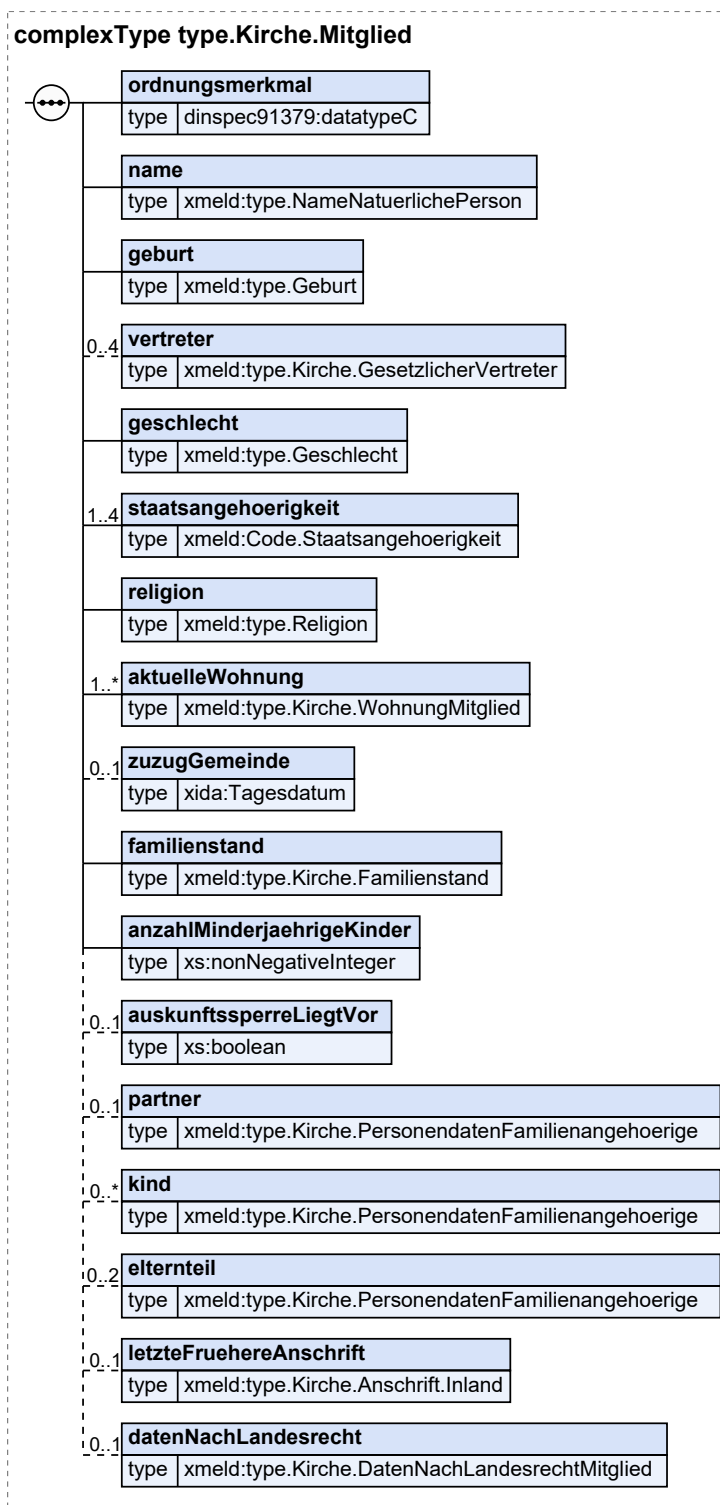 complexType type.Kirche.Mitglied
ordnungsmerkmal
type dinspec91379:datatypeC
name
type xmeld:type.NameNatuerlichePerson
geburt
type xmeld:type.Geburt
0..4 vertreter
type xmeld:type.Kirche.GesetzlicherVertreter
geschlecht
type xmeld:type.Geschlecht
1..4 staatsangehoerigkeit
type xmeld:Code.Staatsangehoerigkeit
religion
type xmeld:type.Religion
1..* aktuelleWohnung
type xmeld:type.Kirche.WohnungMitglied
0..1 zuzugGemeinde
type xida:Tagesdatum
familienstand
type xmeld:type.Kirche.Familienstand
anzahlMinderjaehrigeKinder
type xs:nonNegativeInteger
0..1 auskunftssperreLiegtVor
type xs:boolean
0..1 partner
type xmeld:type.Kirche.PersonendatenFamilienangehoerige
0..* kind
type xmeld:type.Kirche.PersonendatenFamilienangehoerige
0..2 elternteil
type xmeld:type.Kirche.PersonendatenFamilienangehoerige
0..1 letzteFruehereAnschrift
type xmeld:type.Kirche.Anschrift.Inland
0..1 datenNachLandesrecht
type xmeld:type.Kirche.DatenNachLandesrechtMitglied